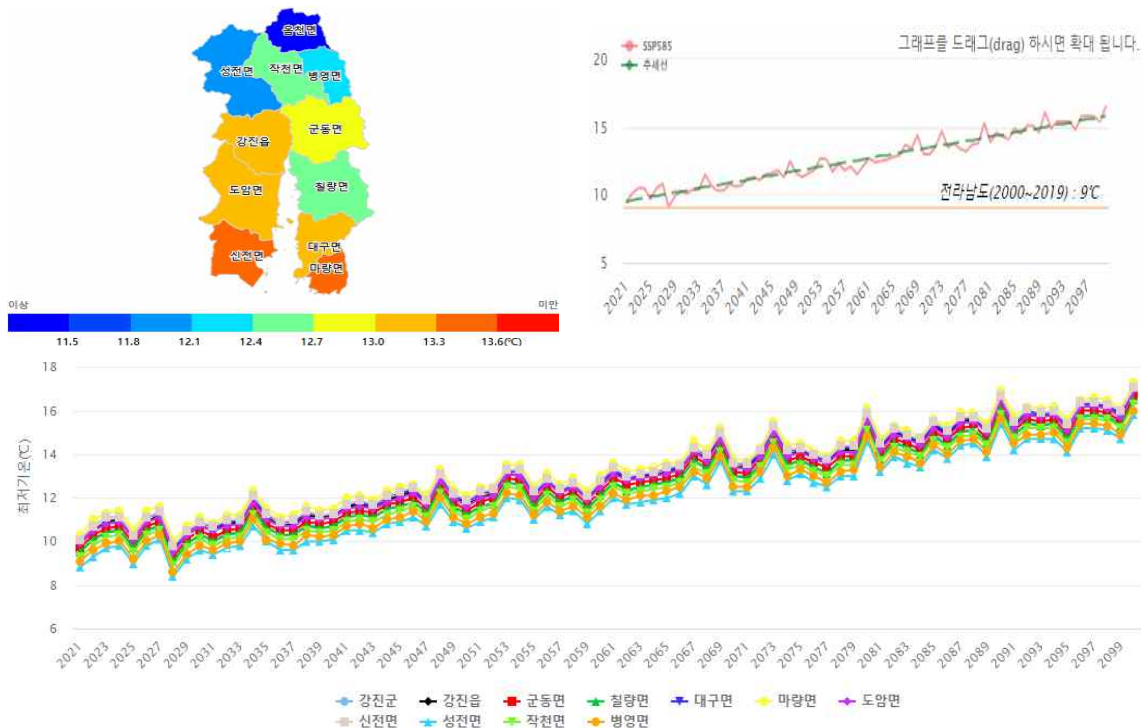 옴천면
성전면
작천면
병영면
강진읍
군동면
도암면
칠량면
신전면
대구면
마량면
이상
미만
11.5 11.8 12.1 12.4 12.7 13.0 13.3 13.6(℃)
SSP585
추세선
그래프를 드래그(drag) 하시면 확대 됩니다.
20
15
10
5
전라남도(2000~2019) : 9℃
2021 2025 2029 2033 2037 2041 2045 2049 2053 2057 2061 2065 2069 2073 2077 2081 2085 2089 2093 2097
최저기온(℃)
18
16
14
12
10
8
6
2021 2023 2025 2027 2029 2031 2033 2035 2037 2039 2041 2043 2045 2047 2049 2051 2053 2055 2057 2059 2061 2063 2065 2067 2069 2071 2073 2075 2077 2079 2081 2083 2085 2087 2089 2091 2093 2095 2097 2099
강진군 강진읍 군동면 칠량면 대구면 마량면 도암면
신전면 성전면 작천면 병영면